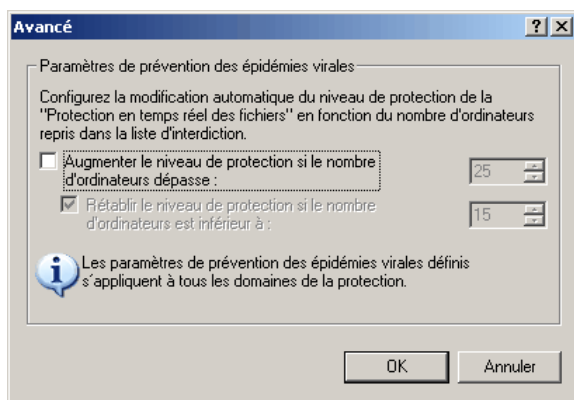 Avancé
Paramètres de prévention des épidémies virales
Configurez la modification automatique du niveau de protection de la
"Protection en temps réel des fichiers" en fonction du nombre d'ordinateurs
repris dans la liste d'interdiction.
Augmenter le niveau de protection si le nombre
d'ordinateurs dépasse :
25
Rétablir le niveau de protection si le nombre
d'ordinateurs est inférieur à :
15
Les paramètres de prévention des épidémies virales définis
s´appliquent à tous les domaines de la protection.
OK
Annuler